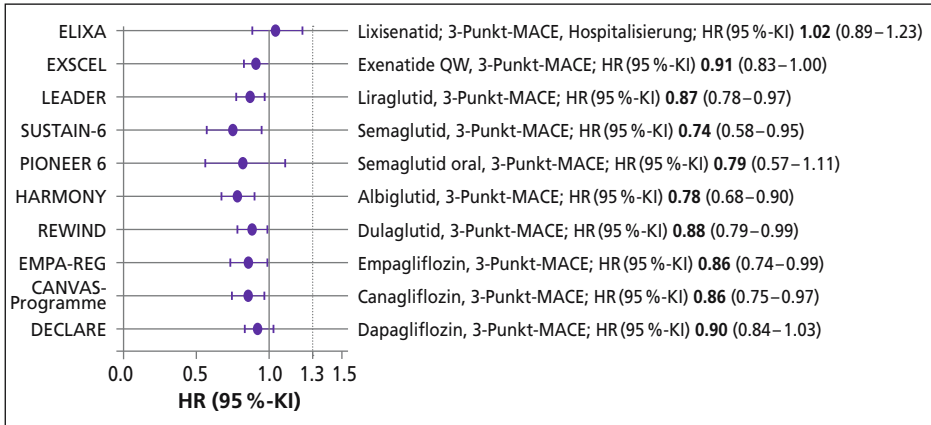 ELIXA Lixisenatid; 3-Punkt-MACE, Hospitalisierung; HR (95 %-KI) 1.02 (0.89–1.23)
EXSCEL Exenatide QW, 3-Punkt-MACE; HR (95 %-KI) 0.91 (0.83–1.00)
LEADER Liraglutid, 3-Punkt-MACE; HR (95 %-KI) 0.87 (0.78–0.97)
SUSTAIN-6 Semaglutid, 3-Punkt-MACE; HR (95 %-KI) 0.74 (0.58–0.95)
PIONEER 6 Semaglutid oral, 3-Punkt-MACE; HR (95 %-KI) 0.79 (0.57–1.11)
HARMONY Albiglutid, 3-Punkt-MACE; HR (95 %-KI) 0.78 (0.68–0.90)
REWIND Dulaglutid, 3-Punkt-MACE; HR (95 %-KI) 0.88 (0.79–0.99)
EMPA-REG Empagliflozin, 3-Punkt-MACE; HR (95 %-KI) 0.86 (0.74–0.99)
CANVAS-
Programme Canagliflozin, 3-Punkt-MACE; HR (95 %-KI) 0.86 (0.75–0.97)
DECLARE Dapagliflozin, 3-Punkt-MACE; HR (95 %-KI) 0.90 (0.84–1.03)
0.0 0.5 1.0 1.3 1.5
HR (95 %-KI)